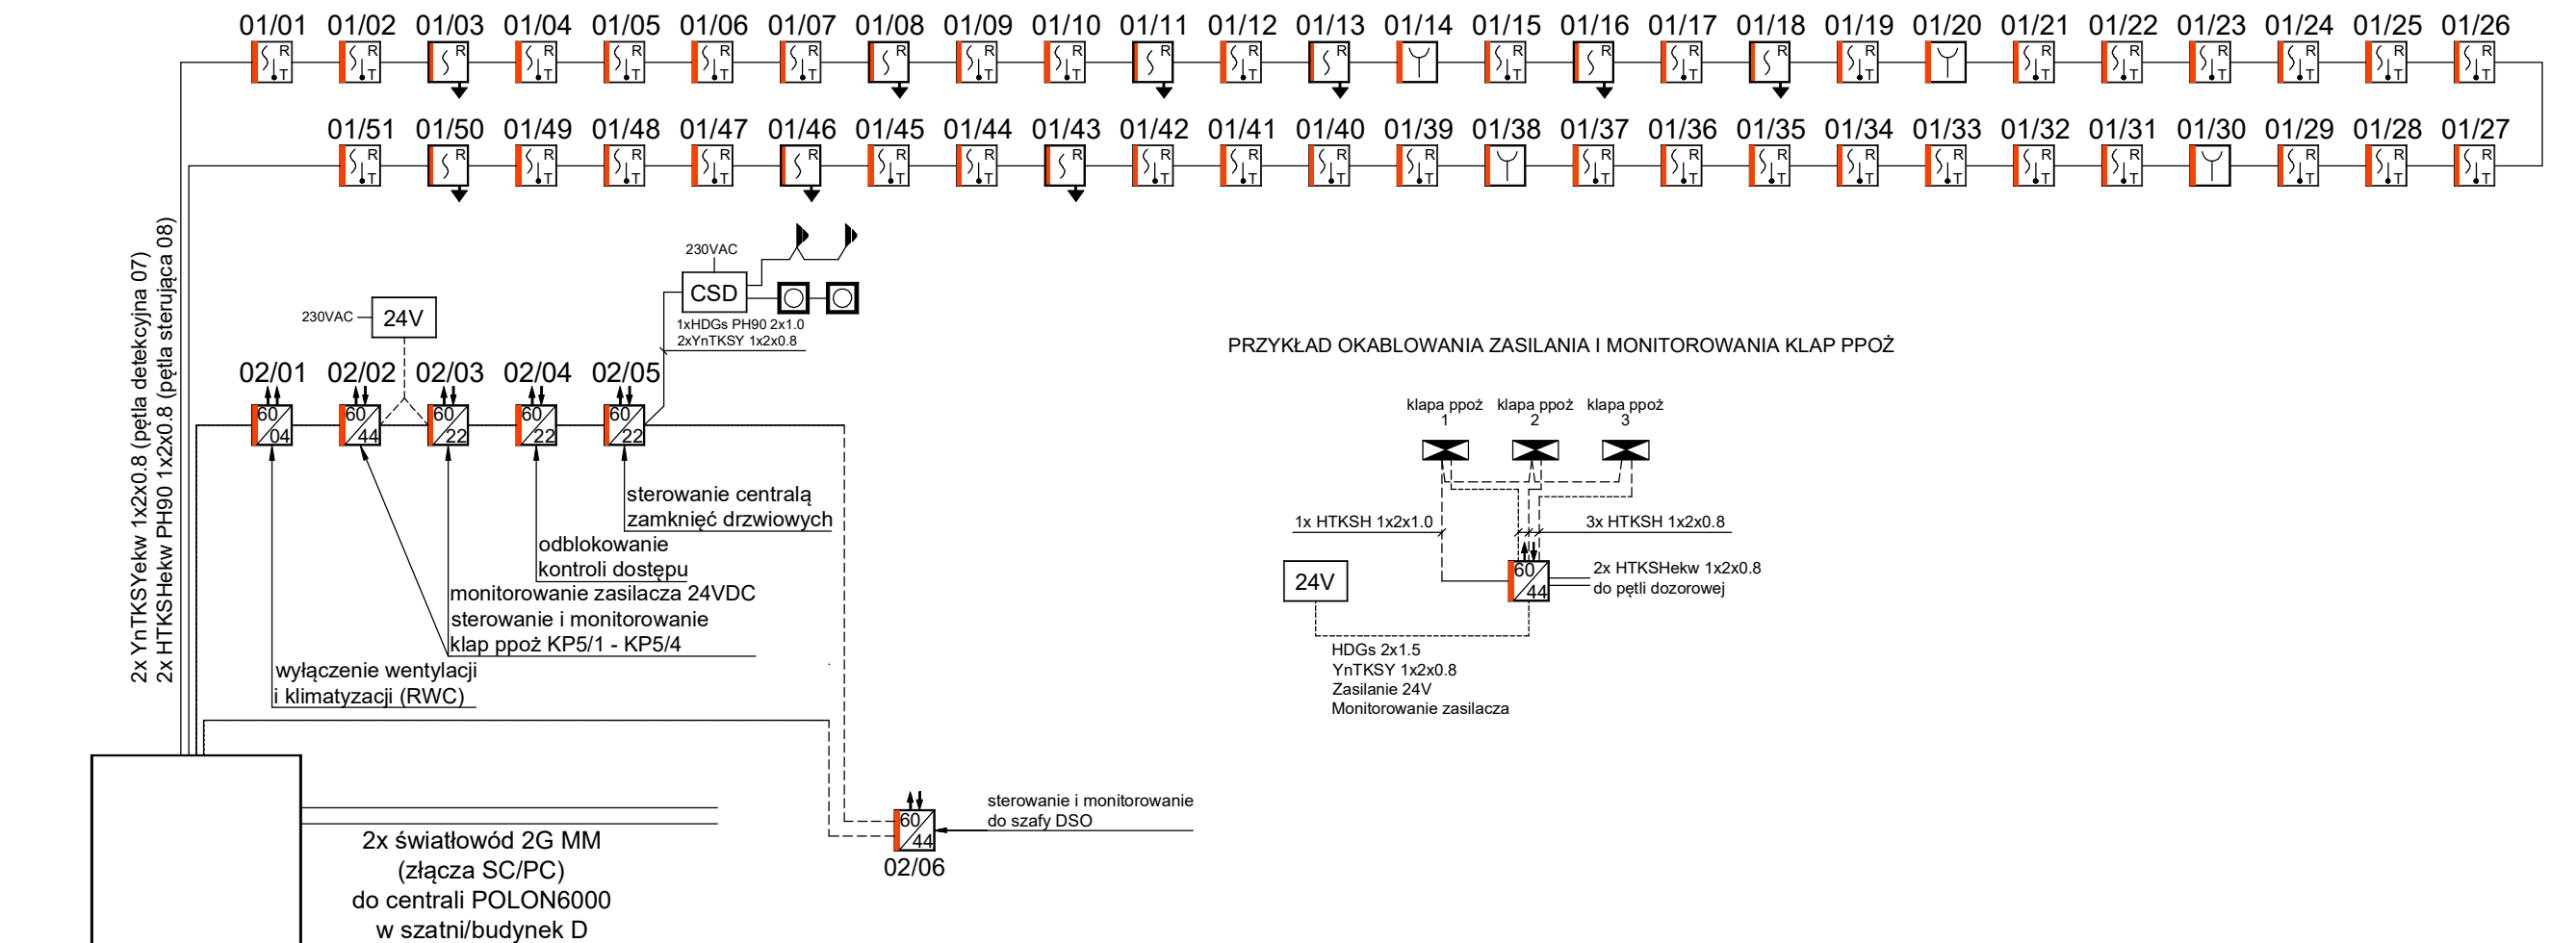 01/01 01/02 01/03 01/04 01/05 01/06 01/07 01/08 01/09 01/10 01/11 01/12 01/13 01/14 01/15 01/16 01/17 01/18 01/19 01/20 01/21 01/22 01/23 01/24 01/25 01/26
R R R R R R R R R R R R R R R R R R R R R R R R
T T T T T T T T T T T T T T T T T T
01/51 01/50 01/49 01/48 01/47 01/46 01/45 01/44 01/43 01/42 01/41 01/40 01/39 01/38 01/37 01/36 01/35 01/34 01/33 01/32 01/31 01/30 01/29 01/28 01/27
R R R R R R R R R R R R R R R R R R R R R R R
T T T T T T T T T T T T T T T T T T T T
2x YnTKSYekw 1x2x0.8 (pętla detekcyjna 07)
2x HTKSHekw PH90 1x2x0.8 (pętla sterująca 08)
230VAC
CSD
1xHDGs PH90 2x1.0
2xYnTKSY 1x2x0.8
230VAC
24V
02/01 02/02 02/03 02/04 02/05
60 60 60 60 60
04 44 22 22 22
sterowanie centralą
zamknięć drzwiowych
odblokowanie
kontroli dostępu
monitorowanie zasilacza 24VDC
sterowanie i monitorowanie
klap ppoż KP5/1 - KP5/4
wyłączenie wentylacji
i klimatyzacji (RWC)
PRZYKŁAD OKABLOWANIA ZASILANIA I MONITOROWANIA KLAP PPOŻ
klapa ppoż klapa ppoż klapa ppoż
1 2 3
1x HTKSH 1x2x1.0
3x HTKSH 1x2x0.8
24V
60
44
2x HTKSHekw 1x2x0.8
do pętli dozorowej
HDGs 2x1.5
YnTKSY 1x2x0.8
Zasilanie 24V
Monitorowanie zasilacza
60
44
02/06
sterowanie i monitorowanie
do szafy DSO
2x światłowód 2G MM
(złącza SC/PC)
do centrali POLON6000
w szatni/budynek D